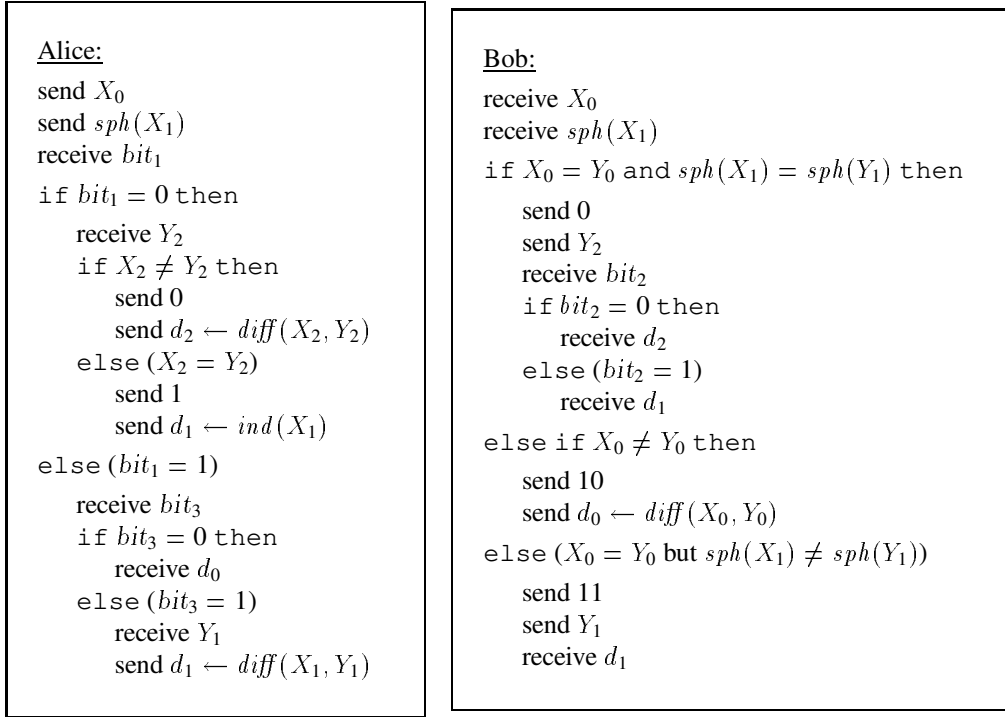 Alice:
send X₀
send sph(X₁)
receive bit₁
if bit₁ = 0 then
receive Y₂
if X₂ ≠ Y₂ then
send 0
send d₂ ← diff(X₂, Y₂)
else (X₂ = Y₂)
send 1
send d₁ ← ind(X₁)
else (bit₁ = 1)
receive bit₃
if bit₃ = 0 then
receive d₀
else (bit₃ = 1)
receive Y₁
send d₁ ← diff(X₁, Y₁)
Bob:
receive X₀
receive sph(X₁)
if X₀ = Y₀ and sph(X₁) = sph(Y₁) then
send 0
send Y₂
receive bit₂
if bit₂ = 0 then
receive d₂
else (bit₂ = 1)
receive d₁
else if X₀ ≠ Y₀ then
send 10
send d₀ ← diff(X₀, Y₀)
else (X₀ = Y₀ but sph(X₁) ≠ sph(Y₁))
send 11
send Y₁
receive d₁